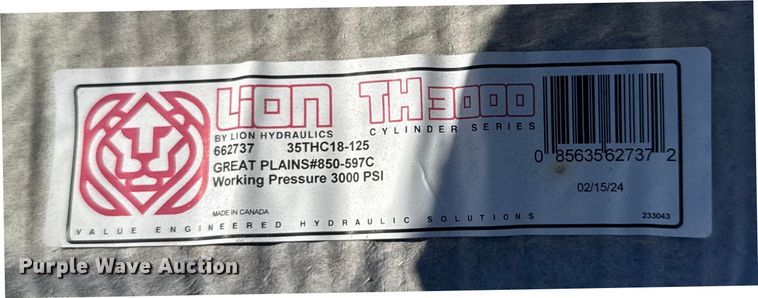 LION TH3000
BY LION HYDRAULICS CYLINDER SERIES
662737 35THC18-125
GREAT PLAINS#850-597C
Working Pressure 3000 PSI
0 85635 62737 2
02/15/24
MADE IN CANADA
233043
VALUE ENGINEERED HYDRAULIC SOLUTIONS
Purple Wave Auction